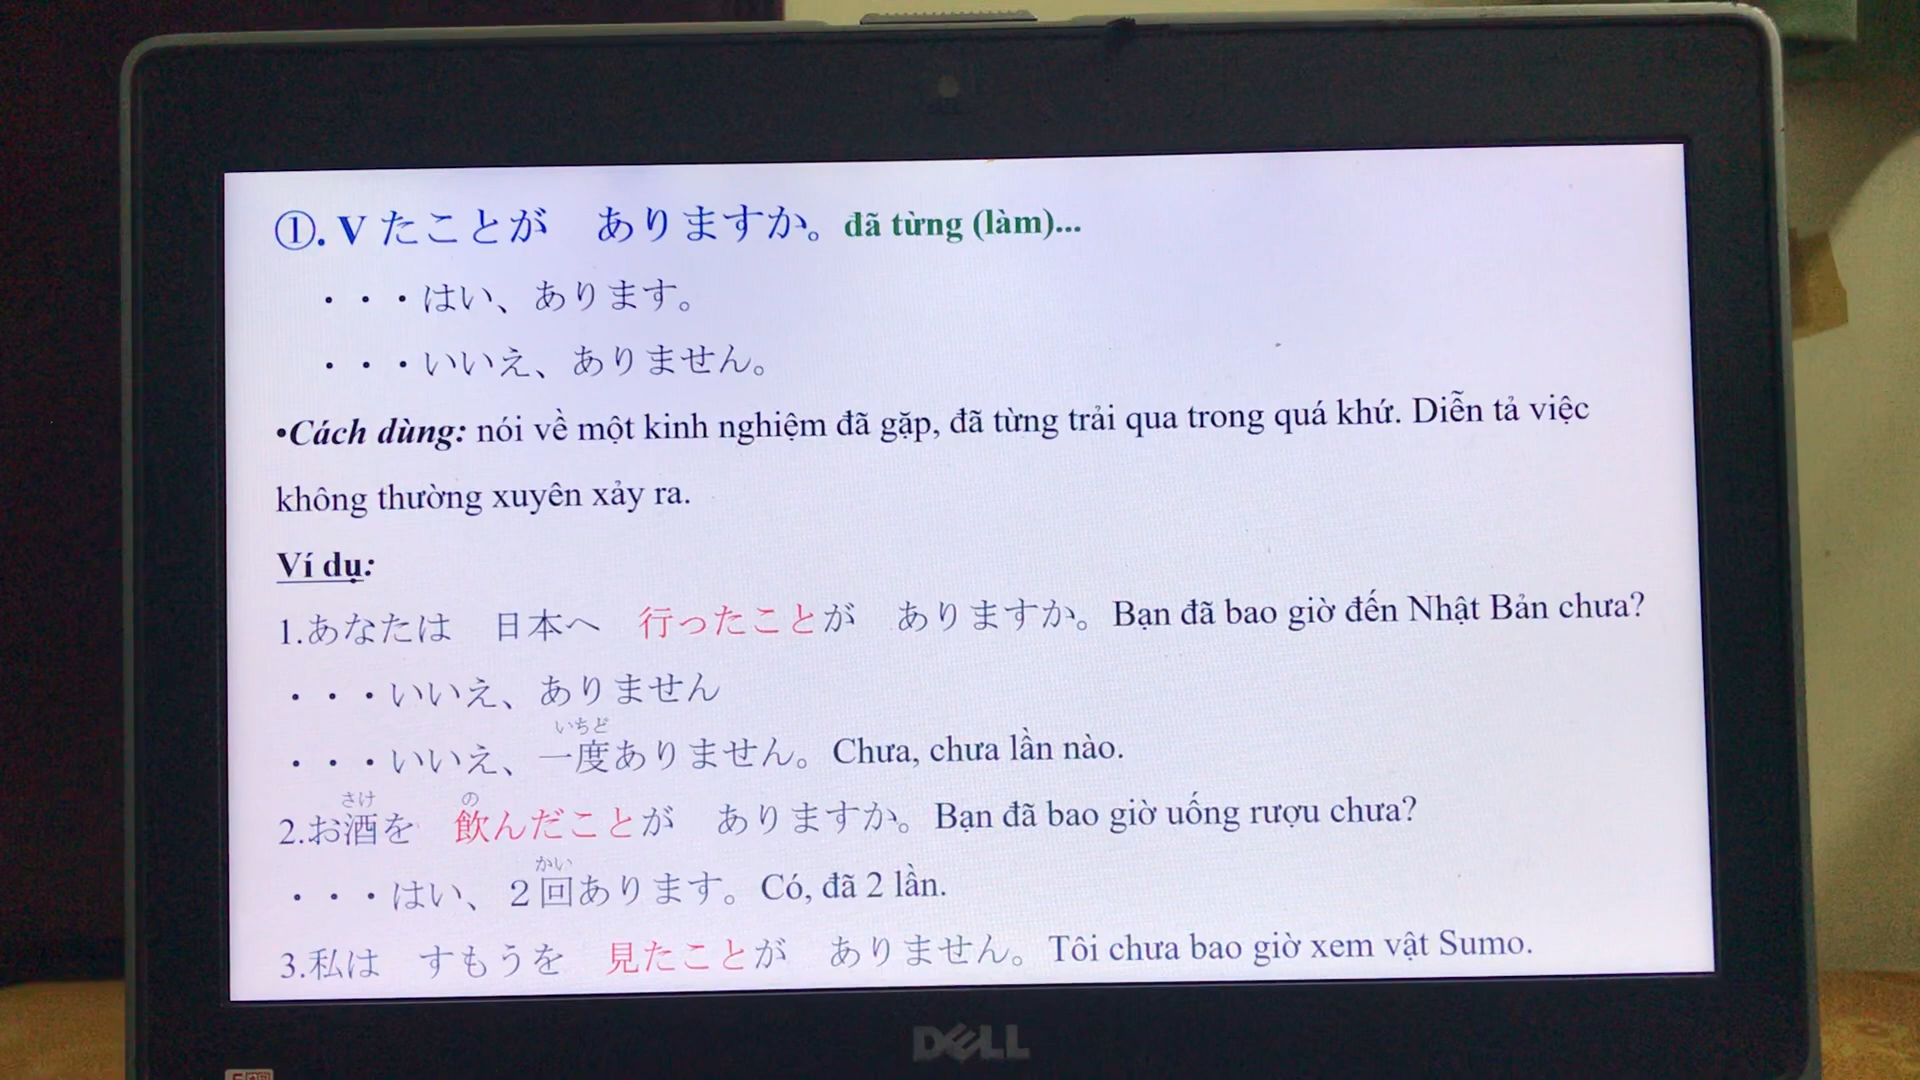 ①. V たことが　ありますか。đã từng (làm)...
・・・はい、あります。
・・・いいえ、ありません。
•Cách dùng: nói về một kinh nghiệm đã gặp, đã từng trải qua trong quá khứ. Diễn tả việc
không thường xuyên xảy ra.
Ví dụ:
1.あなたは　日本へ　行ったことが　ありますか。Bạn đã bao giờ đến Nhật Bản chưa?
・・・いいえ、ありません
いちど
・・・いいえ、一度ありません。Chưa, chưa lần nào.
さけ　の
2.お酒を　飲んだことが　ありますか。Bạn đã bao giờ uống rượu chưa?
かい
・・・はい、２回あります。Có, đã 2 lần.
3.私は　すもうを　見たことが　ありません。Tôi chưa bao giờ xem vật Sumo.
DELL